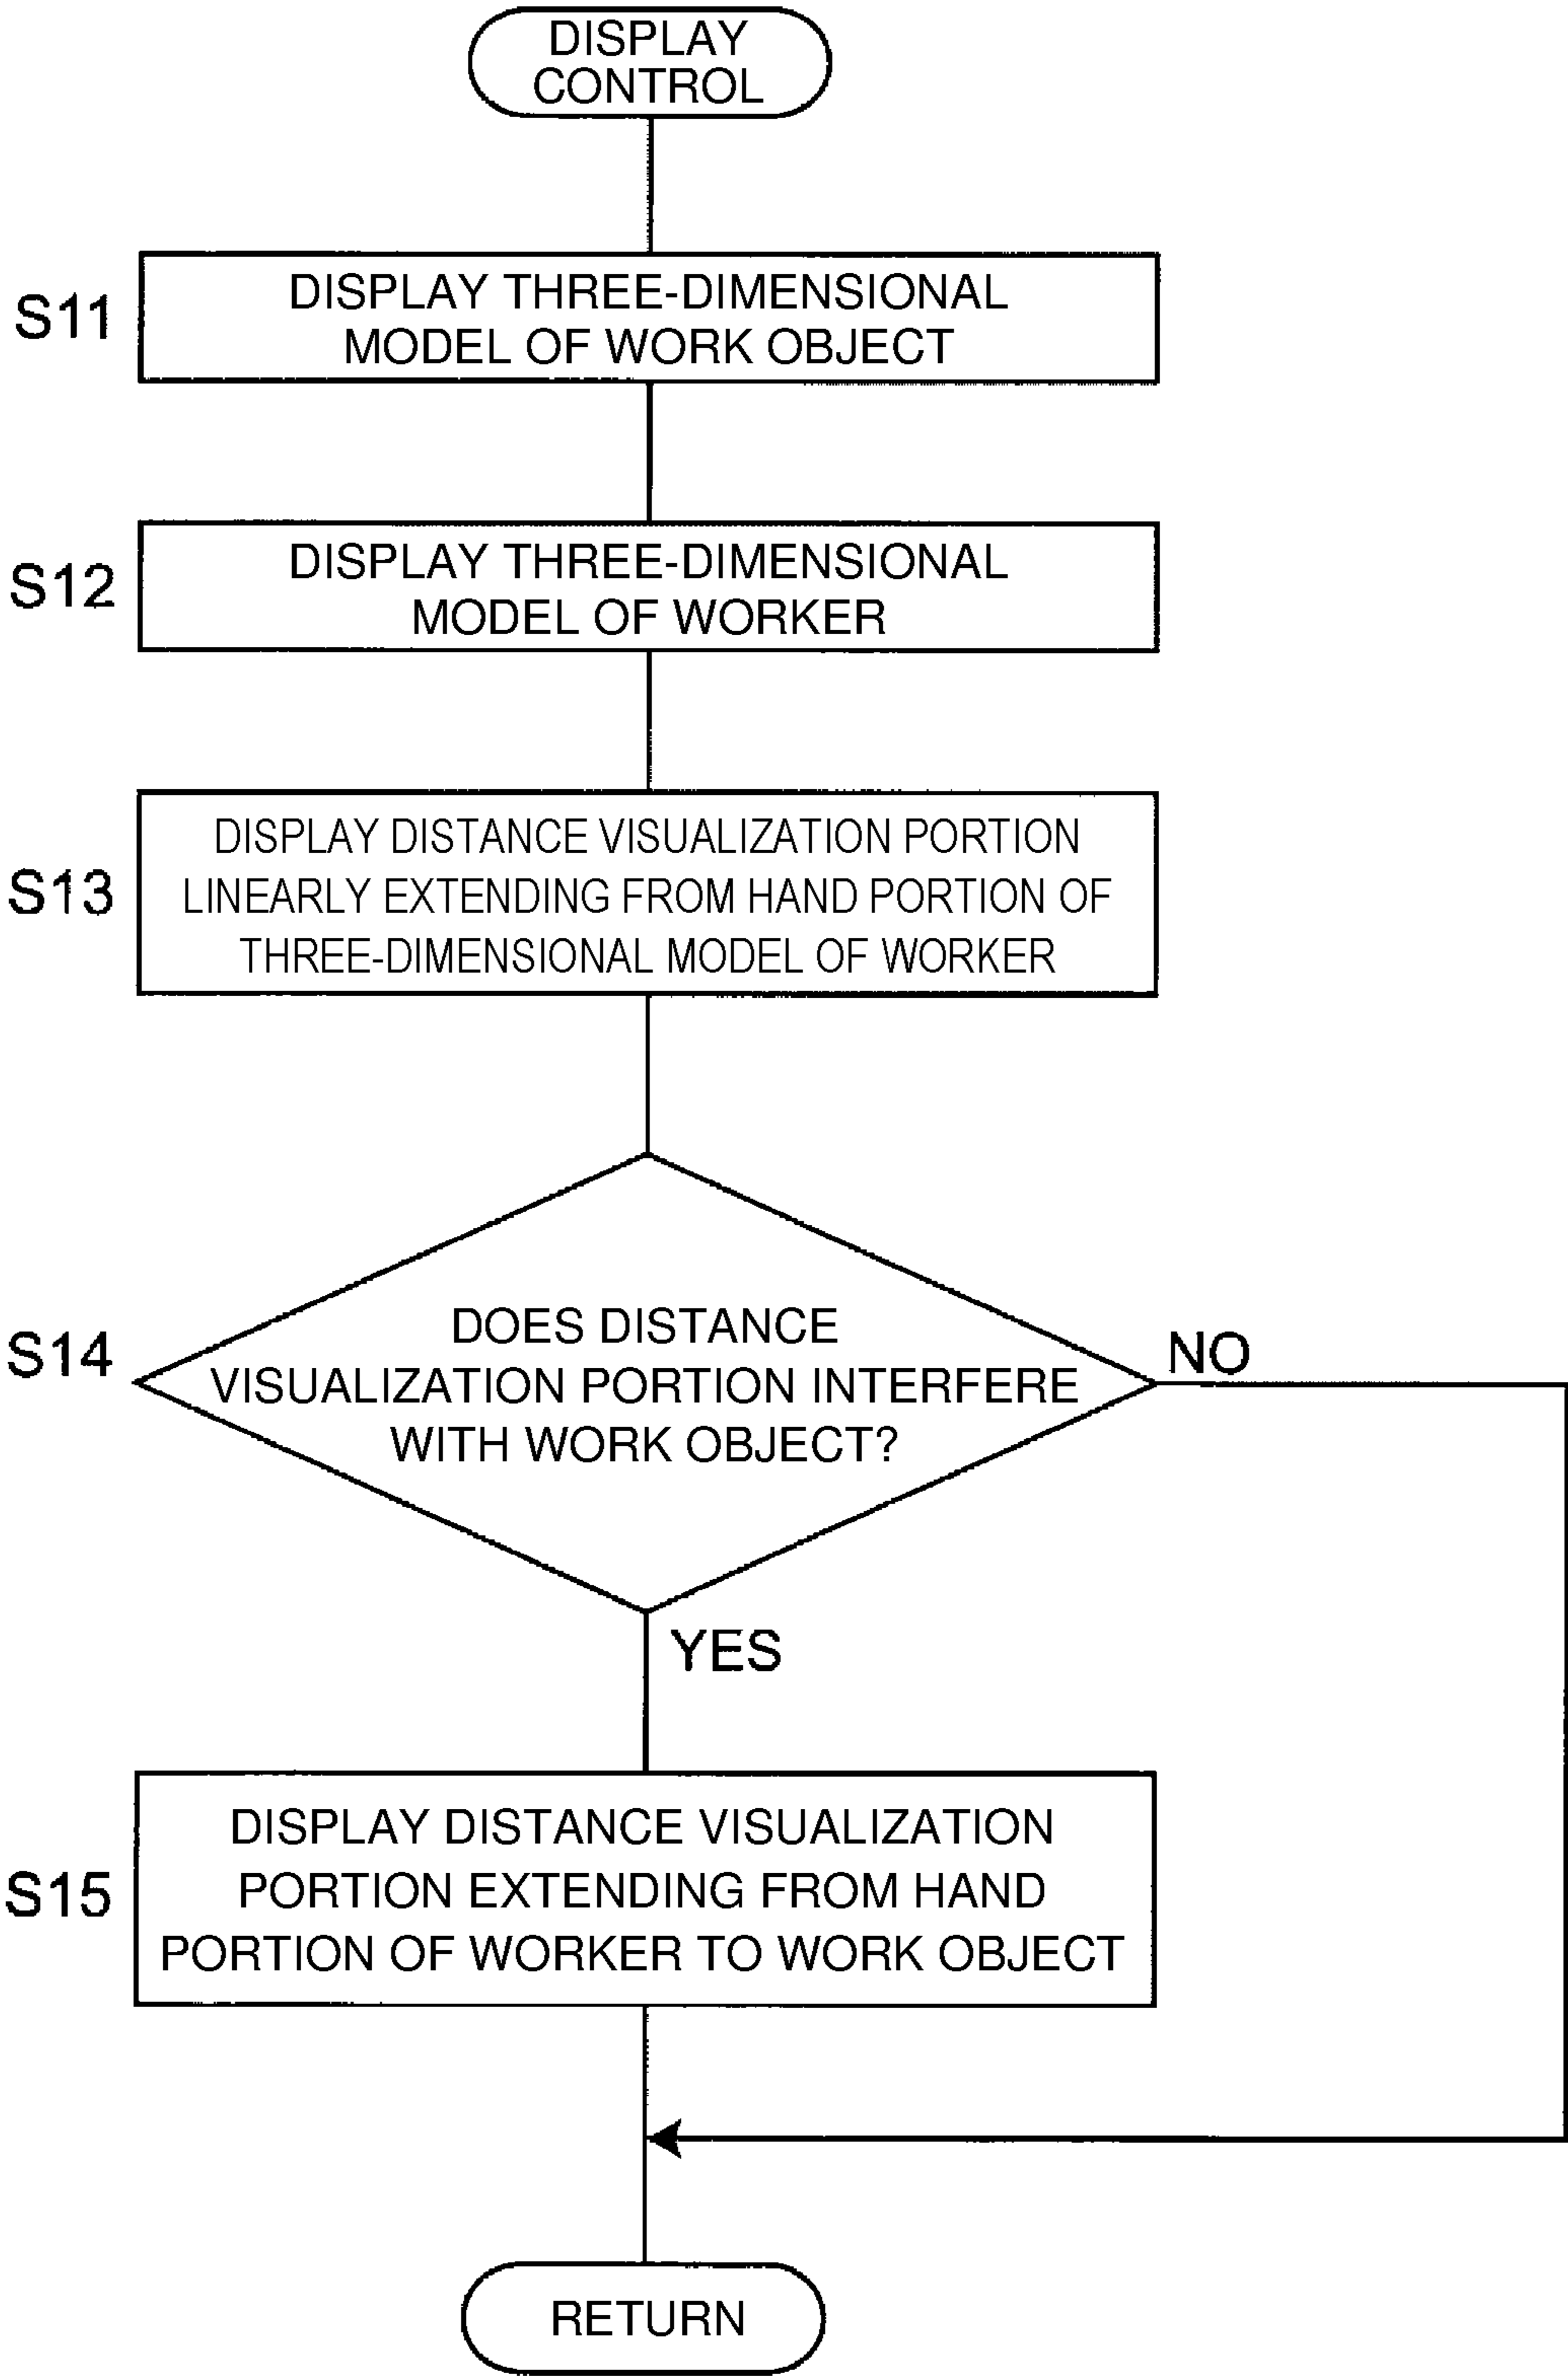 DISPLAY
CONTROL
S11
DISPLAY THREE-DIMENSIONAL
MODEL OF WORK OBJECT
S12
DISPLAY THREE-DIMENSIONAL
MODEL OF WORKER
S13
DISPLAY DISTANCE VISUALIZATION PORTION
LINEARLY EXTENDING FROM HAND PORTION OF
THREE-DIMENSIONAL MODEL OF WORKER
S14
DOES DISTANCE
VISUALIZATION PORTION INTERFERE
WITH WORK OBJECT?
NO
YES
S15
DISPLAY DISTANCE VISUALIZATION
PORTION EXTENDING FROM HAND
PORTION OF WORKER TO WORK OBJECT
RETURN